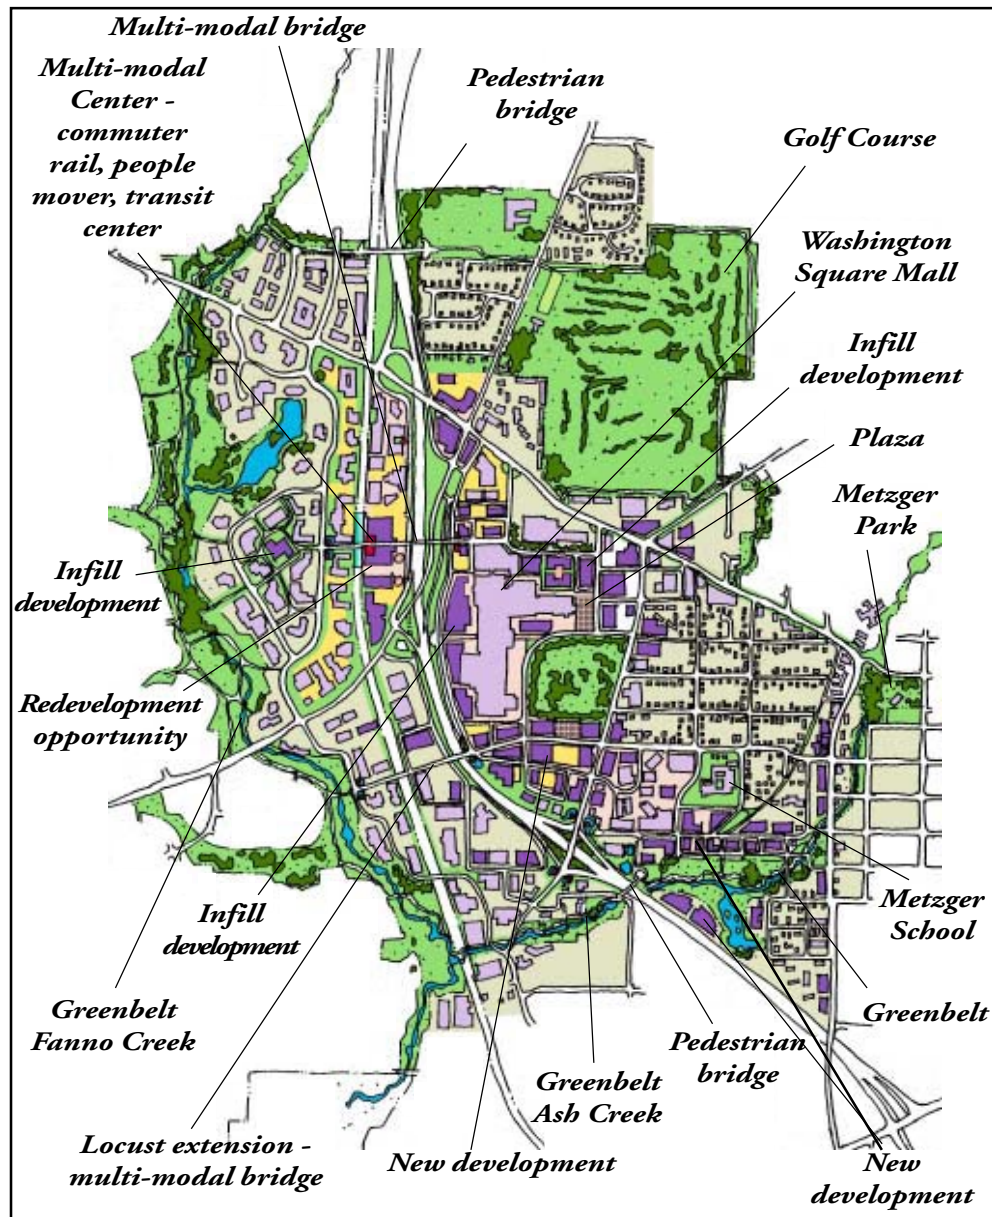 Multi-modal bridge
Multi-modal
Center -
commuter
rail, people
mover, transit
center
Pedestrian
bridge
Golf Course
Washington
Square Mall
Infill
development
Plaza
Metzger
Park
Infill
development
Redevelopment
opportunity
Infill
development
Metzger
School
Greenbelt
Fanno Creek
Greenbelt
Pedestrian
bridge
Greenbelt
Ash Creek
Locust extension -
multi-modal bridge
New development
New
development